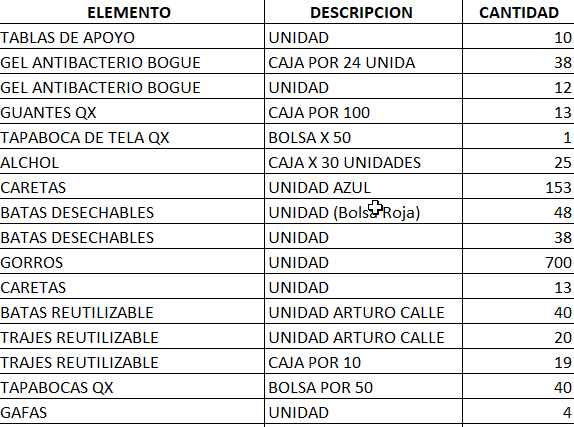 ELEMENTO DESCRIPCION CANTIDAD
TABLAS DE APOYO UNIDAD 10
GEL ANTIBACTERIO BOGUE CAJA POR 24 UNIDA 38
GEL ANTIBACTERIO BOGUE UNIDAD 12
GUANTES QX CAJA POR 100 13
TAPABOCA DE TELA QX BOLSA X 50 1
ALCHOL CAJA X 30 UNIDADES 25
CARETAS UNIDAD AZUL 153
BATAS DESECHABLES UNIDAD (Bolsa Roja) 48
BATAS DESECHABLES UNIDAD 38
GORROS UNIDAD 700
CARETAS UNIDAD 13
BATAS REUTILIZABLE UNIDAD ARTURO CALLE 40
TRAJES REUTILIZABLE UNIDAD ARTURO CALLE 20
TRAJES REUTILIZABLE CAJA POR 10 19
TAPABOCAS QX BOLSA POR 50 40
GAFAS UNIDAD 4